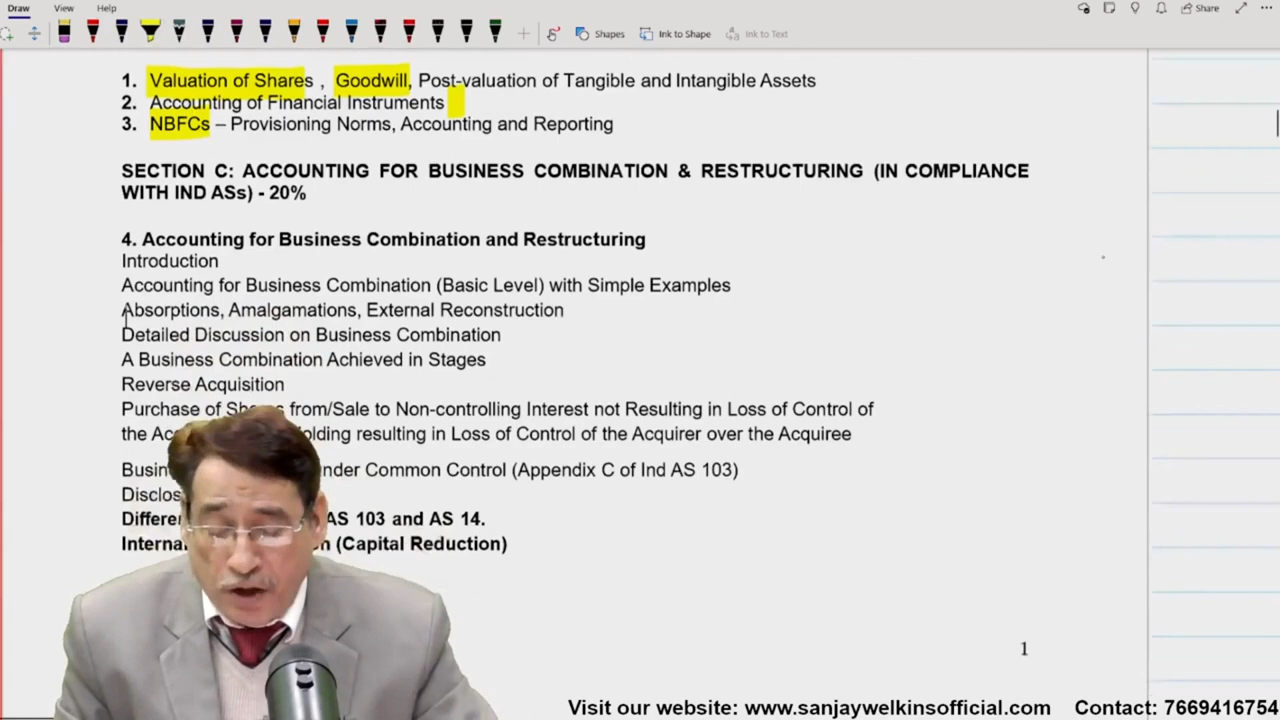 Draw View Help
Share
Shapes Ink to Shape Ink to Text
1. Valuation of Shares , Goodwill, Post-valuation of Tangible and Intangible Assets
2. Accounting of Financial Instruments
3. NBFCs – Provisioning Norms, Accounting and Reporting
SECTION C: ACCOUNTING FOR BUSINESS COMBINATION & RESTRUCTURING (IN COMPLIANCE
WITH IND ASs) - 20%
4. Accounting for Business Combination and Restructuring
Introduction
Accounting for Business Combination (Basic Level) with Simple Examples
Absorptions, Amalgamations, External Reconstruction
Detailed Discussion on Business Combination
A Business Combination Achieved in Stages
Reverse Acquisition
Purchase of from/Sale to Non-controlling Interest not Resulting in Loss of Control of
the resulting in Loss of Control of the Acquirer over the Acquiree
Common Control (Appendix C of Ind AS 103)
AS 103 and AS 14.
(Capital Reduction)
1
Visit our website: www.sanjaywelkinsofficial.com Contact: 7669416754